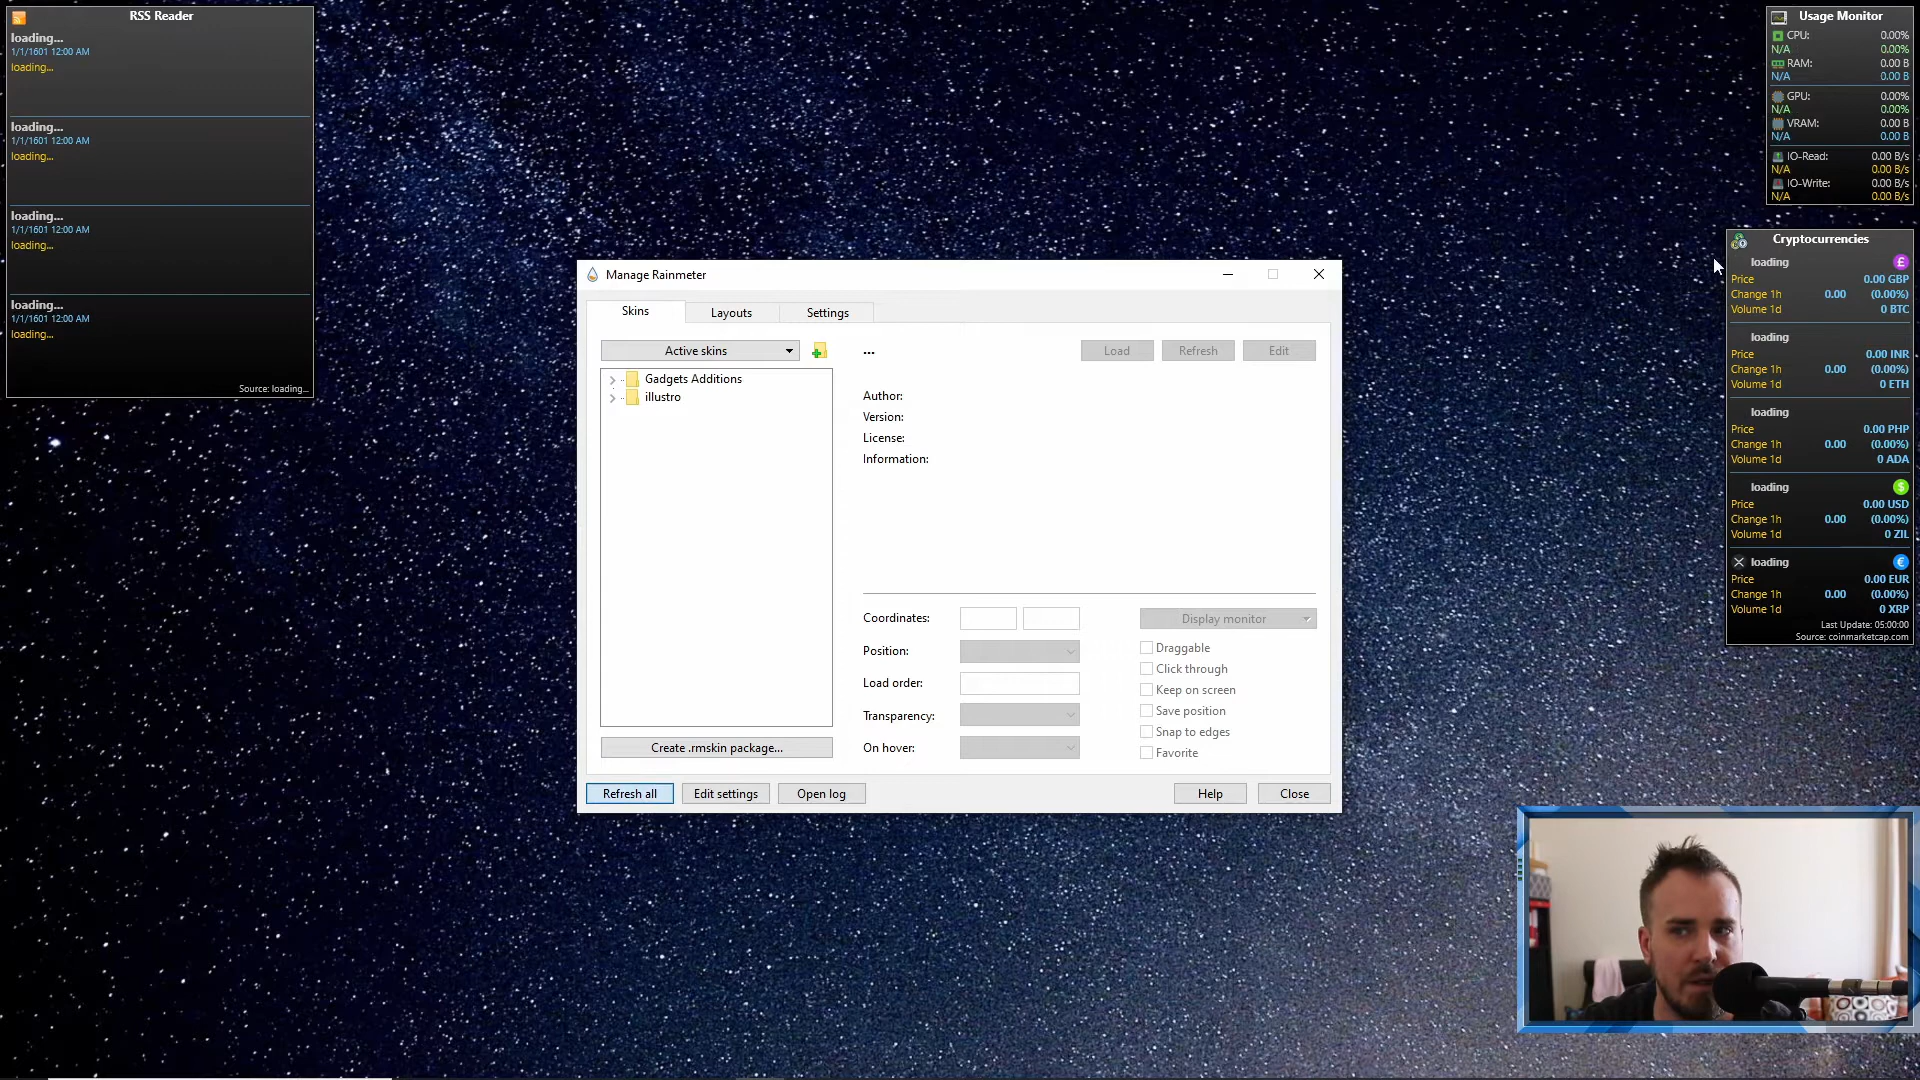 RSS Reader
loading...
1/1/1601 12:00 AM
loading...
loading...
1/1/1601 12:00 AM
loading...
loading...
1/1/1601 12:00 AM
loading...
loading...
1/1/1601 12:00 AM
loading...
Source: loading...
Manage Rainmeter
Skins
Layouts
Settings
Active skins
...
Load
Refresh
Edit
Gadgets Additions
illustro
Author:
Version:
License:
Information:
Coordinates:
Display monitor
Position:
Draggable
Click through
Load order:
Keep on screen
Transparency:
Save position
Snap to edges
On hover:
Favorite
Create .rmskin package...
Refresh all
Edit settings
Open log
Help
Close
Usage Monitor
CPU: 0.00%
N/A 0.00%
RAM: 0.00 B
N/A 0.00 B
GPU: 0.00%
N/A 0.00%
VRAM: 0.00 B
N/A 0.00 B
IO-Read: 0.00 B/s
N/A 0.00 B/s
IO-Write: 0.00 B/s
N/A 0.00 B/s
Cryptocurrencies
loading £
Price 0.00 GBP
Change 1h 0.00 (0.00%)
Volume 1d 0 BTC
loading
Price 0.00 INR
Change 1h 0.00 (0.00%)
Volume 1d 0 ETH
loading
Price 0.00 PHP
Change 1h 0.00 (0.00%)
Volume 1d 0 ADA
loading $
Price 0.00 USD
Change 1h 0.00 (0.00%)
Volume 1d 0 ZIL
loading €
Price 0.00 EUR
Change 1h 0.00 (0.00%)
Volume 1d 0 XRP
Last Update: 05:00:00
Source: coinmarketcap.com